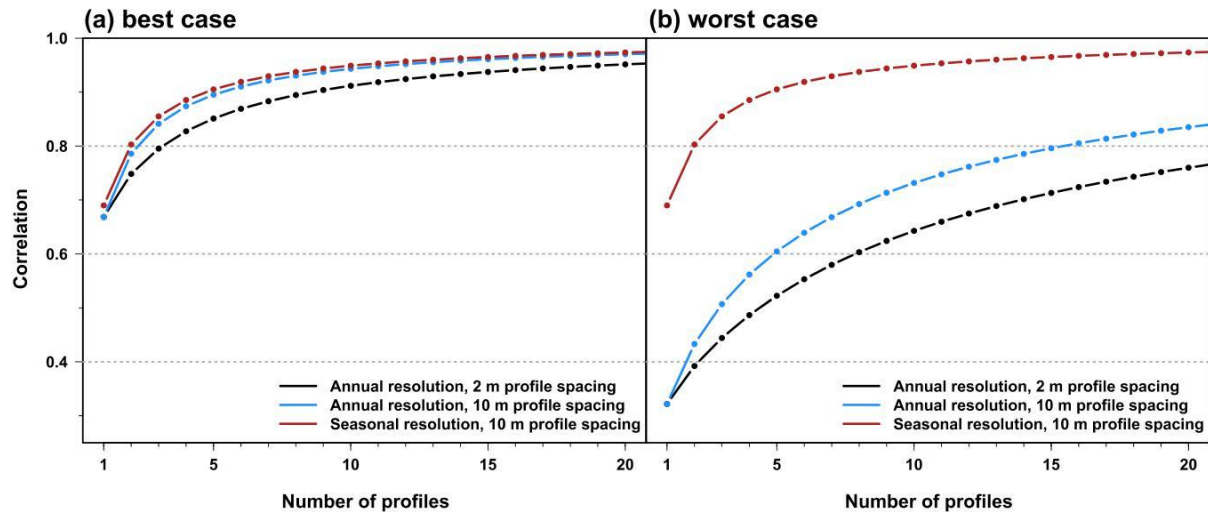 (a) best case
(b) worst case
Correlation
1.0
0.8
0.6
0.4
Annual resolution, 2 m profile spacing
Annual resolution, 10 m profile spacing
Seasonal resolution, 10 m profile spacing
1 5 10 15 20
Number of profiles
Annual resolution, 2 m profile spacing
Annual resolution, 10 m profile spacing
Seasonal resolution, 10 m profile spacing
1 5 10 15 20
Number of profiles